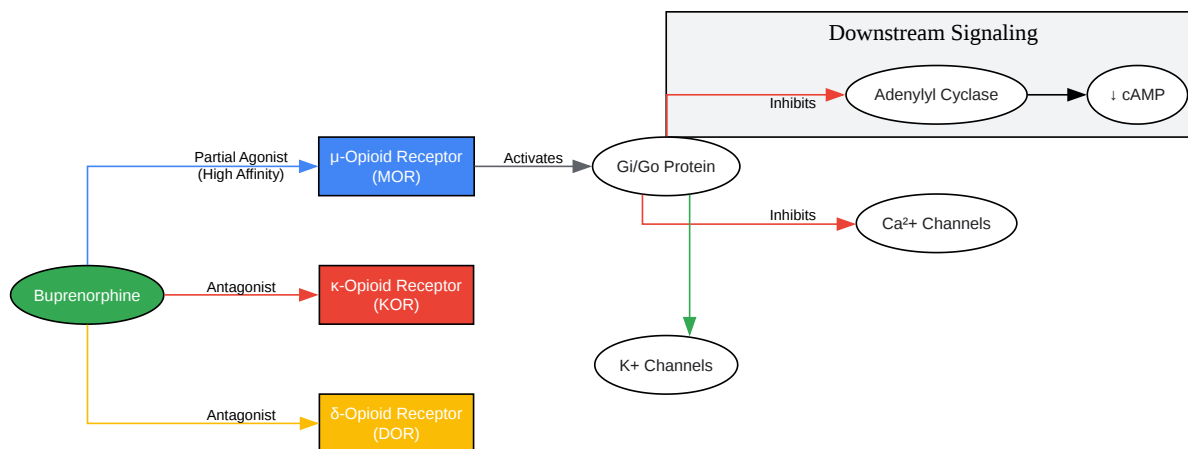 Downstream Signaling
Adenylyl Cyclase
↓ cAMP
Inhibits
Partial Agonist
(High Affinity)
μ-Opioid Receptor
(MOR)
Activates
Gi/Go Protein
Inhibits
Ca²+ Channels
Buprenorphine
Antagonist
κ-Opioid Receptor
(KOR)
K+ Channels
Antagonist
δ-Opioid Receptor
(DOR)